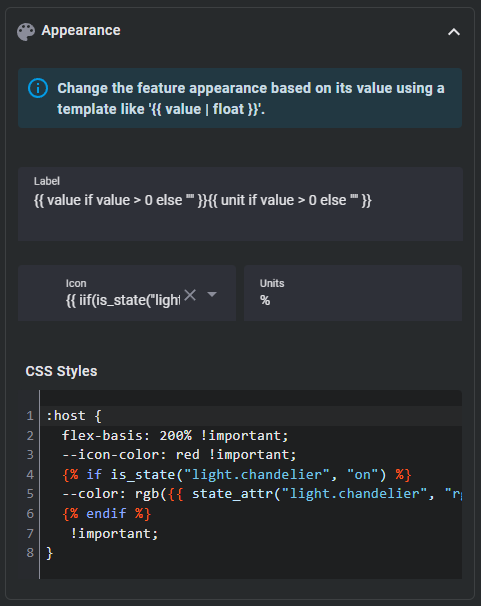 Appearance
Change the feature appearance based on its value using a
template like '{{ value | float }}'.
Label
{{ value if value > 0 else "" }}{{ unit if value > 0 else "" }}
Icon
{{ iif(is_state("light
Units
%
CSS Styles
1 :host {
2 flex-basis: 200% !important;
3 --icon-color: red !important;
4 {% if is_state("light.chandelier", "on") %}
5 --color: rgb({{ state_attr("light.chandelier", "r
6 {% endif %}
7 !important;
8 }